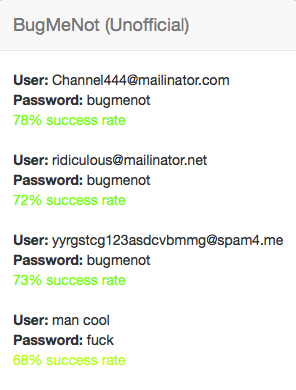 BugMeNot (Unofficial)
User: Channel444@mailinator.com
Password: bugmenot
78% success rate
User: ridiculous@mailinator.net
Password: bugmenot
72% success rate
User: yyrgstcg123asdcvbmmg@spam4.me
Password: bugmenot
73% success rate
User: man cool
Password: fuck
68% success rate